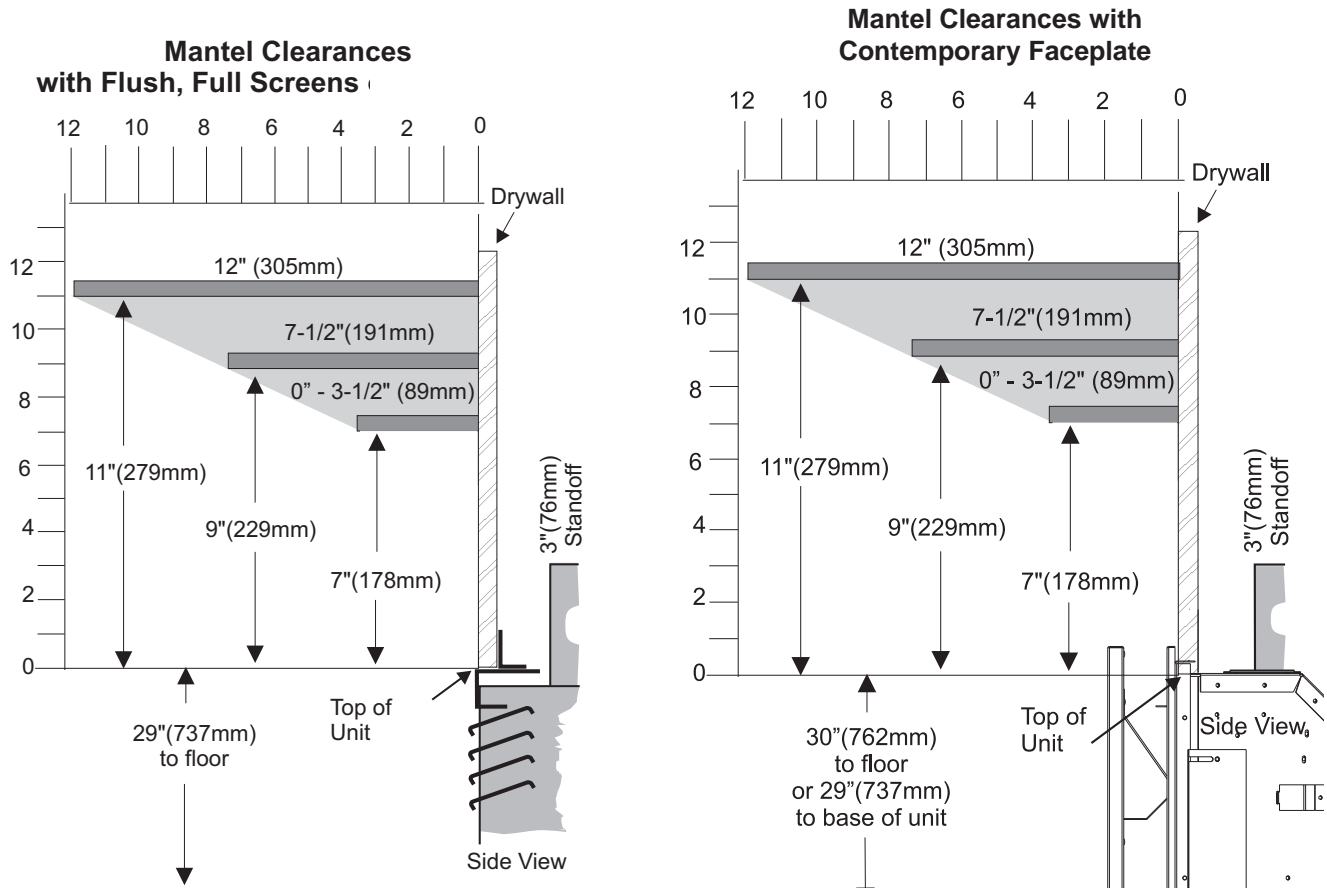 Mantel Clearances
with Flush, Full Screens
12 10 8 6 4 2 0
Drywall
12
10
8
6
4
2
0
12" (305mm)
7-1/2"(191mm)
0” - 3-1/2" (89mm)
11"(279mm)
9"(229mm)
7"(178mm)
3"(76mm)
Standoff
Top of
Unit
29"(737mm)
to floor
Side View
Mantel Clearances with
Contemporary Faceplate
12 10 8 6 4 2 0
Drywall
12
10
8
6
4
2
0
12" (305mm)
7-1/2"(191mm)
0” - 3-1/2" (89mm)
11"(279mm)
9"(229mm)
7"(178mm)
3"(76mm)
Standoff
Top of
Unit
Side View
30”(762mm)
to floor
or 29”(737mm)
to base of unit